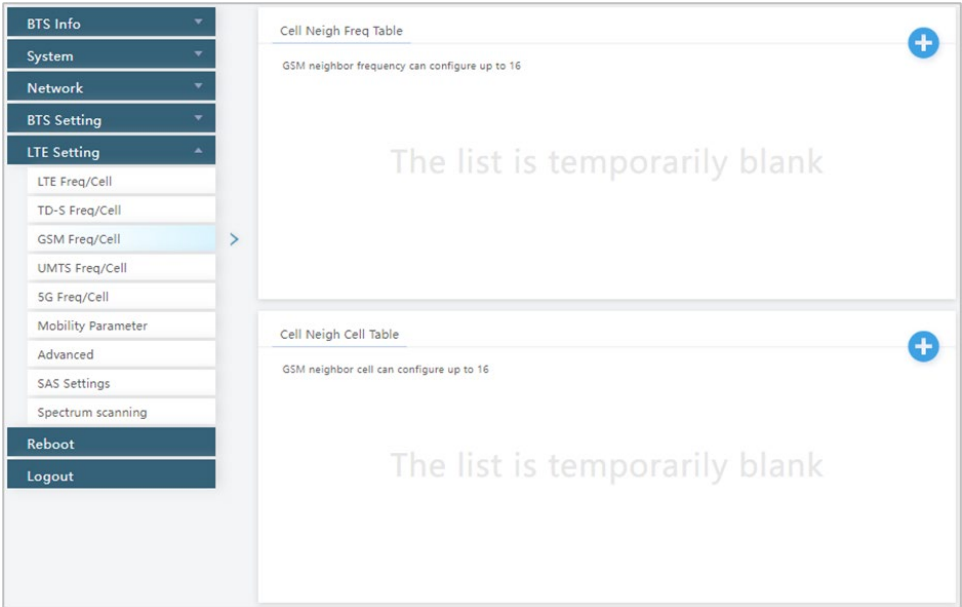 BTS Info
System
Network
BTS Setting
LTE Setting
LTE Freq/Cell
TD-S Freq/Cell
GSM Freq/Cell
UMTS Freq/Cell
5G Freq/Cell
Mobility Parameter
Advanced
SAS Settings
Spectrum scanning
Reboot
Logout
Cell Neigh Freq Table
GSM neighbor frequency can configure up to 16
The list is temporarily blank
Cell Neigh Cell Table
GSM neighbor cell can configure up to 16
The list is temporarily blank